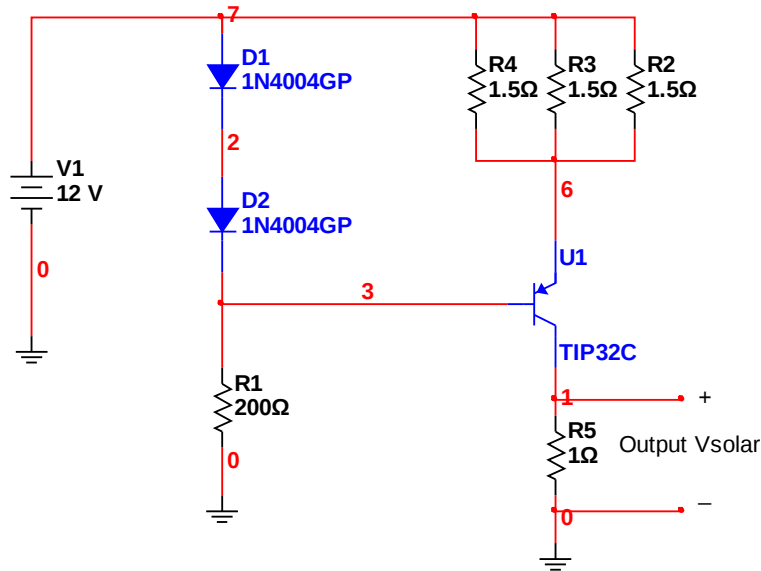 7
D1
1N4004GP
R4
1.5Ω
R3
1.5Ω
R2
1.5Ω
2
V1
12 V
6
D2
1N4004GP
U1
0
3
TIP32C
R1
200Ω
1
+
R5
1Ω
Output Vsolar
0
0
–